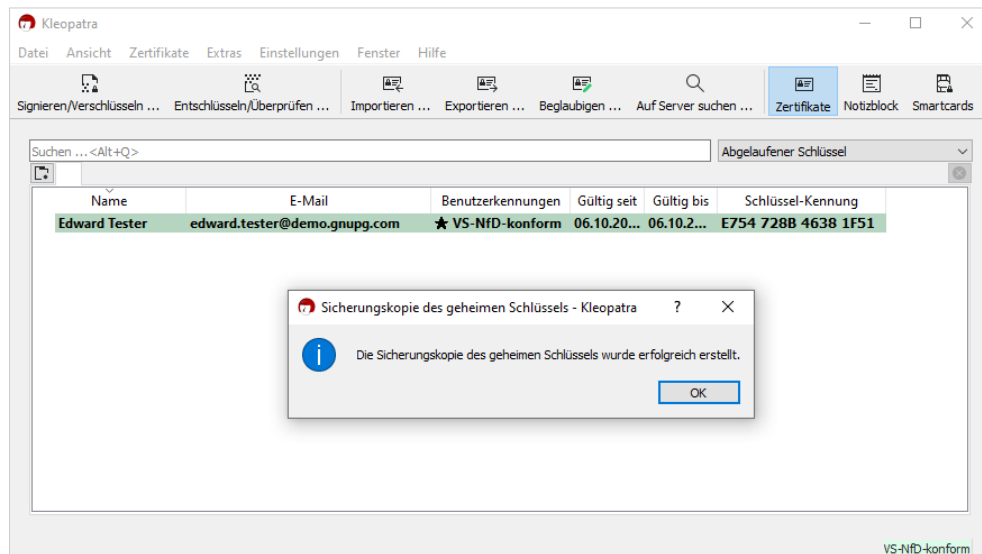 Kleopatra
Datei Ansicht Zertifikate Extras Einstellungen Fenster Hilfe
Signieren/Verschlüsseln ... Entschlüsseln/Überprüfen ... Importieren ... Exportieren ... Beglaubigen ... Auf Server suchen ... Zertifikate Notizblock Smartcards
Suchen ...<Alt+Q> Abgelaufener Schlüssel
Name E-Mail Benutzerkennungen Gültig seit Gültig bis Schlüssel-Kennung
Edward Tester edward.tester@demo.gnupg.com ★ VS-NfD-konform 06.10.20... 06.10.2... E754 728B 4638 1F51
Sicherungskopie des geheimen Schlüssels - Kleopatra
Die Sicherungskopie des geheimen Schlüssels wurde erfolgreich erstellt.
OK
VS-NfD-konform